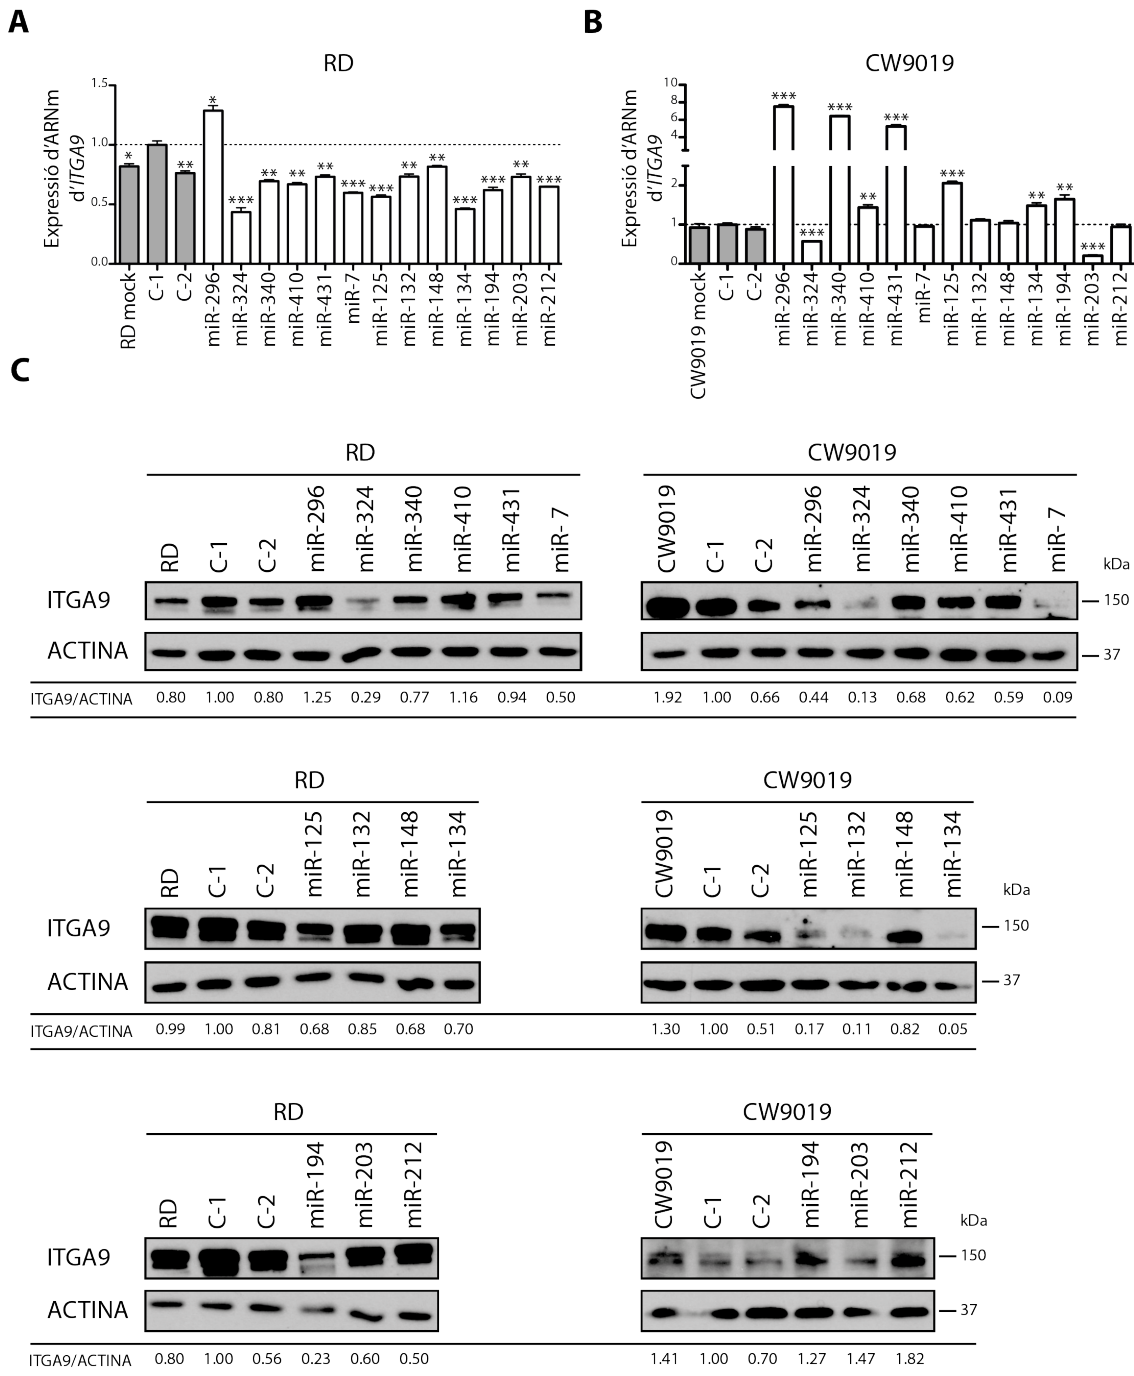 A
RD
Expressió d'ARNm
d'ITGA9
1.5
1.0
0.5
0.0
* ** * *** ** ** ** *** *** ** ** *** *** ** ***
RD mock C-1 C-2 miR-296 miR-324 miR-340 miR-410 miR-431 miR-7 miR-125 miR-132 miR-148 miR-134 miR-194 miR-203 miR-212
B
CW9019
Expressió d'ARNm
d'ITGA9
10
8
6
4
2
1
0
*** *** *** ** *** *** ** ** ***
CW9019 mock C-1 C-2 miR-296 miR-324 miR-340 miR-410 miR-431 miR-7 miR-125 miR-132 miR-148 miR-134 miR-194 miR-203 miR-212
C
RD CW9019
RD C-1 C-2 miR-296 miR-324 miR-340 miR-410 miR-431 miR- 7 CW9019 C-1 C-2 miR-296 miR-324 miR-340 miR-410 miR-431 miR- 7
kDa
ITGA9 150
ACTINA 37
ITGA9/ACTINA 0.80 1.00 0.80 1.25 0.29 0.77 1.16 0.94 0.50 1.92 1.00 0.66 0.44 0.13 0.68 0.62 0.59 0.09
RD CW9019
RD C-1 C-2 miR-125 miR-132 miR-148 miR-134 CW9019 C-1 C-2 miR-125 miR-132 miR-148 miR-134
kDa
ITGA9 150
ACTINA 37
ITGA9/ACTINA 0.99 1.00 0.81 0.68 0.85 0.68 0.70 1.30 1.00 0.51 0.17 0.11 0.82 0.05
RD CW9019
RD C-1 C-2 miR-194 miR-203 miR-212 CW9019 C-1 C-2 miR-194 miR-203 miR-212
kDa
ITGA9 150
ACTINA 37
ITGA9/ACTINA 0.80 1.00 0.56 0.23 0.60 0.50 1.41 1.00 0.70 1.27 1.47 1.82